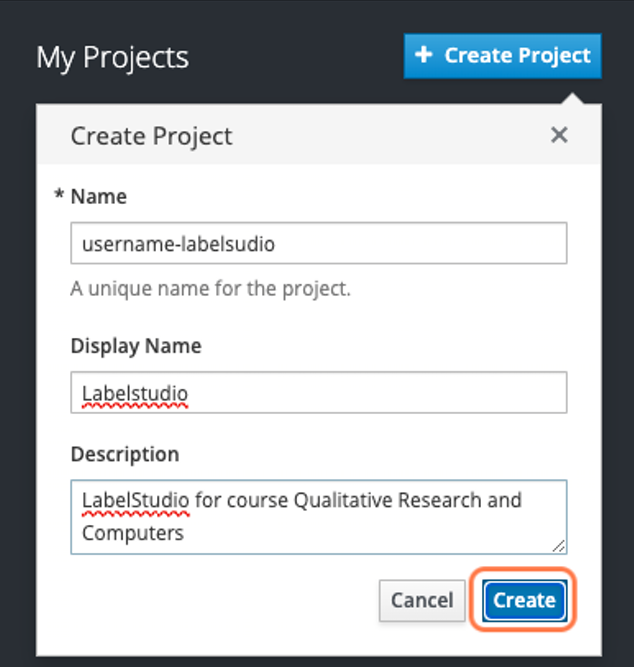 My Projects
+ Create Project
Create Project
* Name
username-labelsudio
A unique name for the project.
Display Name
Labelstudio
Description
LabelStudio for course Qualitative Research and
Computers
Cancel
Create